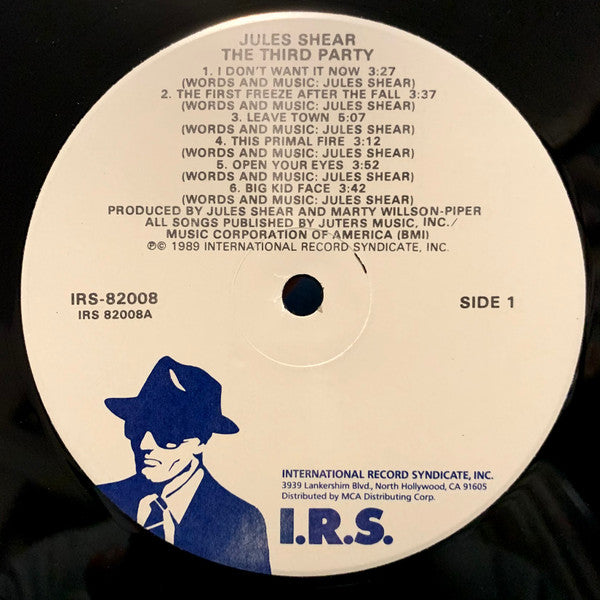 JULES SHEAR
THE THIRD PARTY
1. I DON'T WANT IT NOW 3:27
(WORDS AND MUSIC: JULES SHEAR)
2. THE FIRST FREEZE AFTER THE FALL 3:37
(WORDS AND MUSIC: JULES SHEAR)
3. LEAVE TOWN 5:07
(WORDS AND MUSIC: JULES SHEAR)
4. THIS PRIMAL FIRE 3:12
(WORDS AND MUSIC: JULES SHEAR)
5. OPEN YOUR EYES 3:52
(WORDS AND MUSIC: JULES SHEAR)
6. BIG KID FACE 3:42
(WORDS AND MUSIC: JULES SHEAR)
PRODUCED BY JULES SHEAR AND MARTY WILLSON-PIPER
ALL SONGS PUBLISHED BY JUTERS MUSIC, INC./
MUSIC CORPORATION OF AMERICA (BMI)
℗© 1989 INTERNATIONAL RECORD SYNDICATE, INC.
IRS-82008
IRS 82008A
SIDE 1
INTERNATIONAL RECORD SYNDICATE, INC.
3939 Lankershim Blvd., North Hollywood, CA 91605
Distributed by MCA Distributing Corp.
I.R.S.